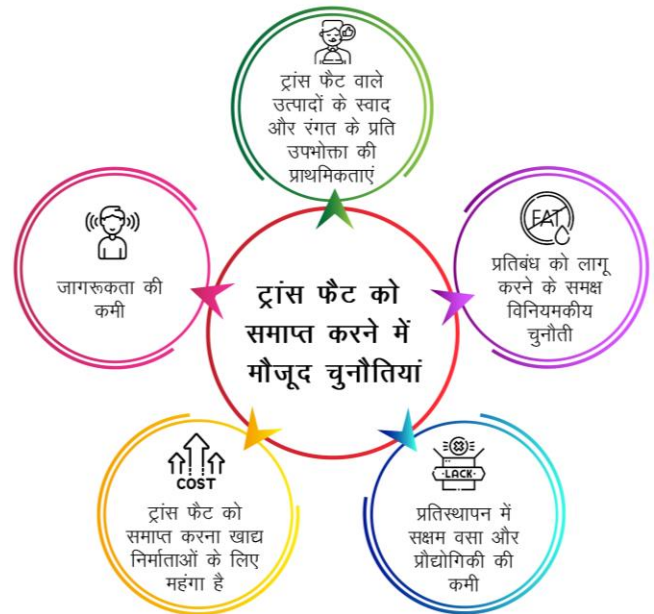 ट्रांस फैट वाले
उत्पादों के स्वाद
और रंगत के प्रति
उपभोक्ता की
प्राथमिकताएं
जागरूकता की
कमी
FAT
प्रतिबंध को लागू
करने के समक्ष
विनियमकीय
चुनौती
ट्रांस फैट को
समाप्त करने में
मौजूद चुनौतियां
COST
ट्रांस फैट को
समाप्त करना खाद्य
निर्माताओं के लिए
महंगा है
LACK
प्रतिस्थापन में
सक्षम वसा और
प्रौद्योगिकी की
कमी